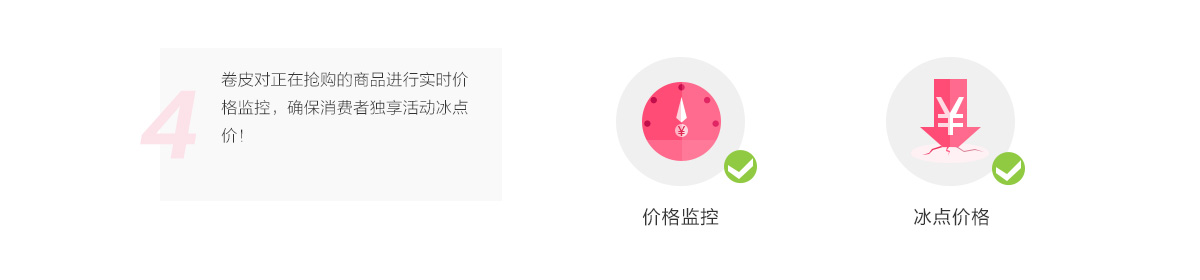 4
卷皮对正在抢购的商品进行实时价
格监控，确保消费者独享活动冰点
价！
¥
¥
价格监控
冰点价格